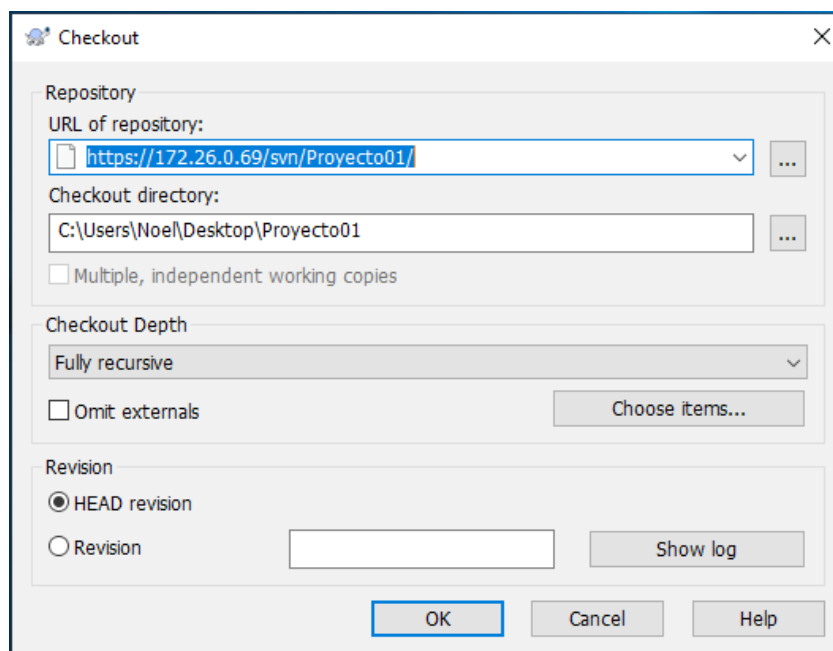 Checkout
Repository
URL of repository:
https://172.26.0.69/svn/Proyecto01/
...
Checkout directory:
C:\Users\Noel\Desktop\Proyecto01
...
Multiple, independent working copies
Checkout Depth
Fully recursive
Omit externals
Choose items...
Revision
HEAD revision
Revision
Show log
OK
Cancel
Help